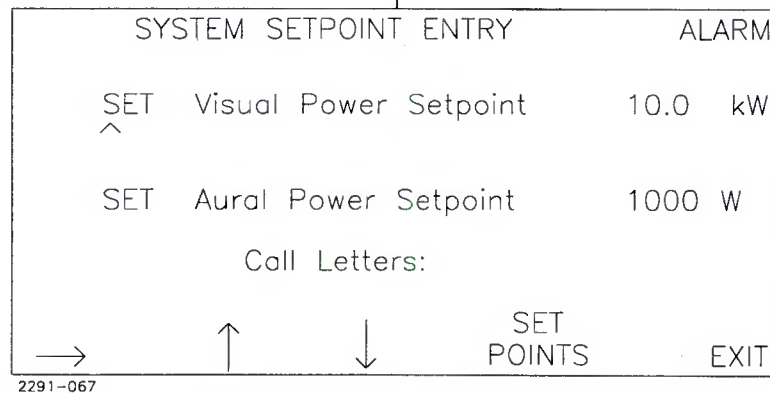 SYSTEM SETPOINT ENTRY ALARM
SET Visual Power Setpoint 10.0 kW
^
SET Aural Power Setpoint 1000 W
Call Letters:
→ ↑ ↓ SET POINTS EXIT
2291-067